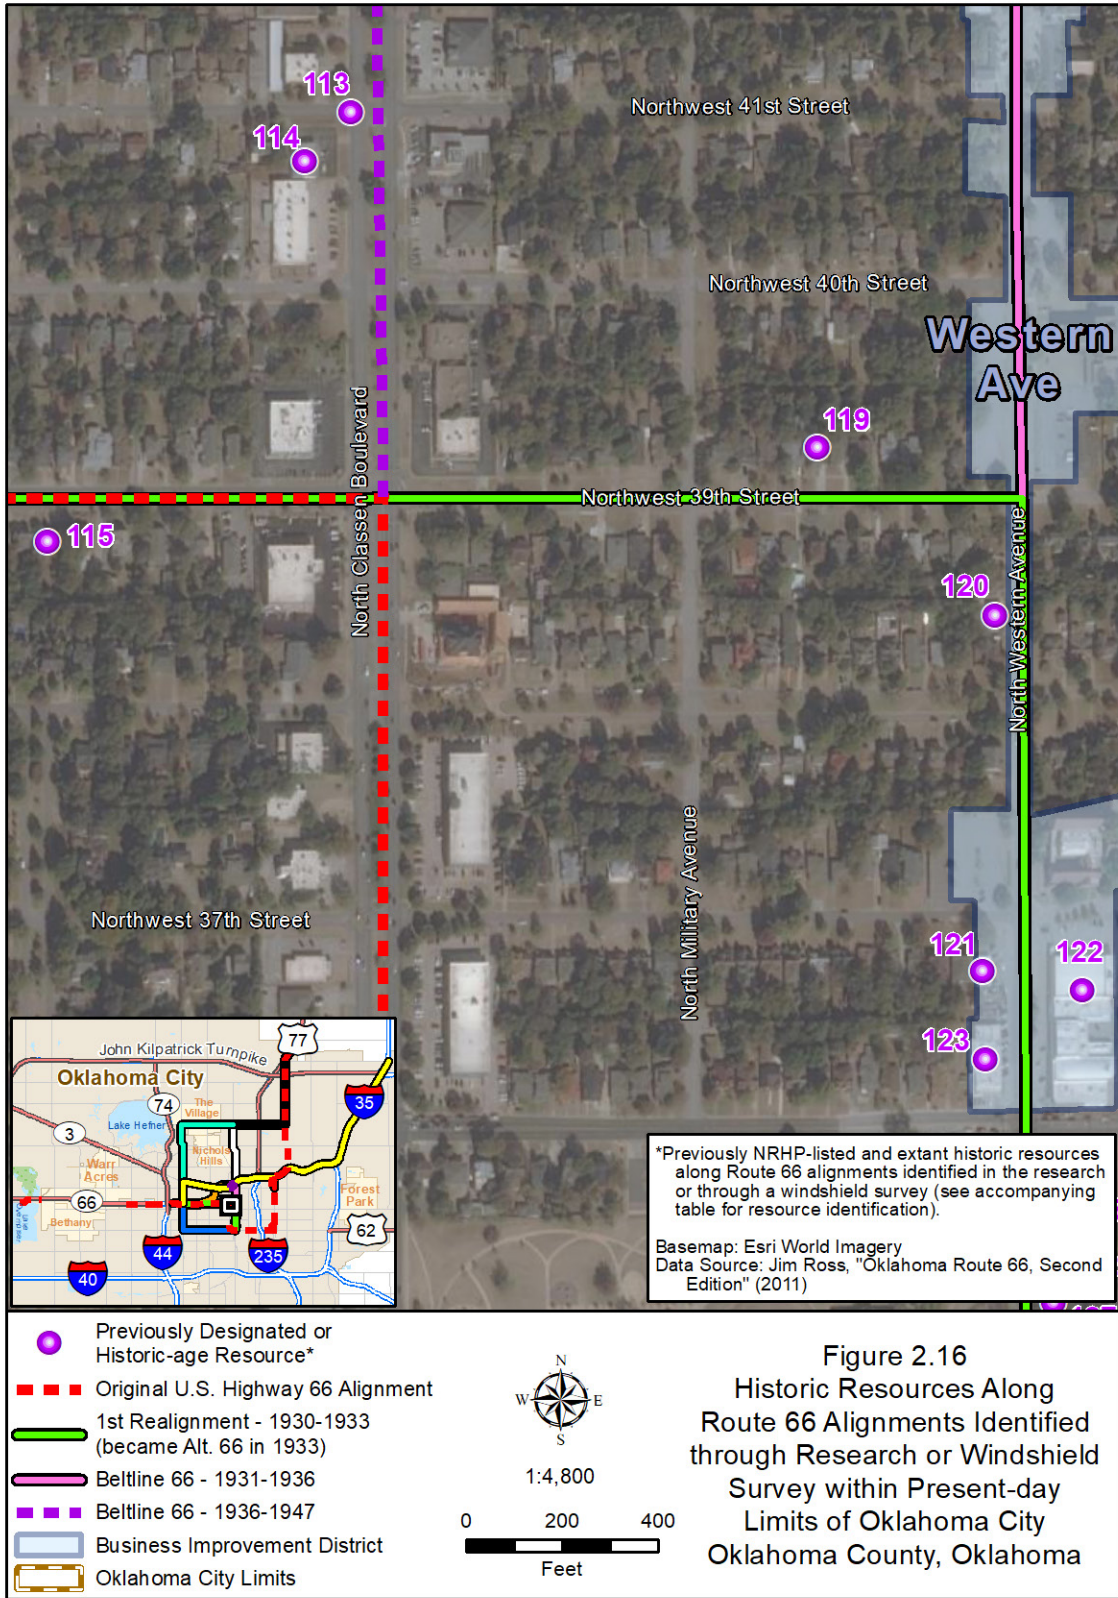 113
Northwest 41st Street
114
Northwest 40th Street
Western
Ave
119
North Classen Boulevard
Northwest 39th Street
115
120
North Western Avenue
North Military Avenue
Northwest 37th Street
121
122
123
77
John Kilpatrick Turnpike
Oklahoma City
35
74
The
Village
Lake Hefner
3
Nichols
Hills
Warr
Acres
66
Forest
Park
Bethany
62
44
235
40
*Previously NRHP-listed and extant historic resources
along Route 66 alignments identified in the research
or through a windshield survey (see accompanying
table for resource identification).
Basemap: Esri World Imagery
Data Source: Jim Ross, "Oklahoma Route 66, Second
Edition" (2011)
Previously Designated or
Historic-age Resource*
Original U.S. Highway 66 Alignment
1st Realignment - 1930-1933
(became Alt. 66 in 1933)
Beltline 66 - 1931-1936
Beltline 66 - 1936-1947
Business Improvement District
Oklahoma City Limits
N
W E
S
1:4,800
0 200 400
Feet
Figure 2.16
Historic Resources Along
Route 66 Alignments Identified
through Research or Windshield
Survey within Present-day
Limits of Oklahoma City
Oklahoma County, Oklahoma